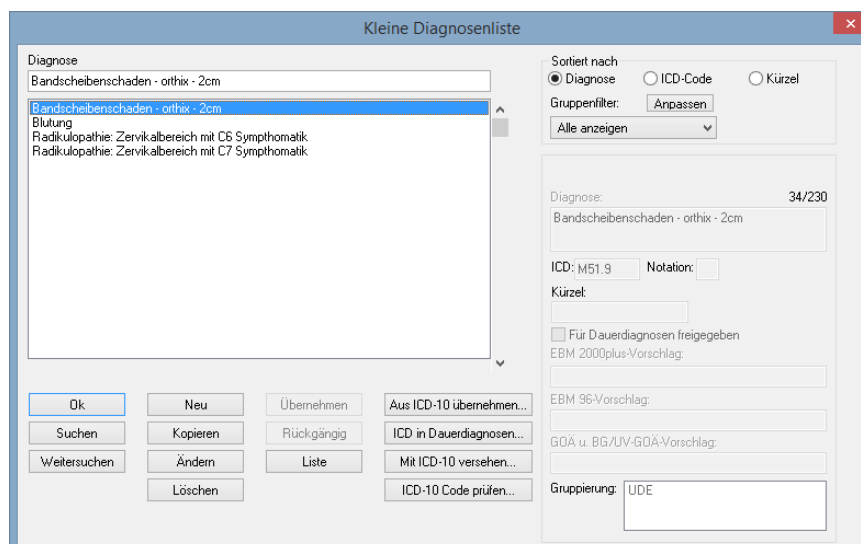 Kleine Diagnosenliste
Diagnose
Bandscheibenschaden - orthix - 2cm
Bandscheibenschaden - orthix - 2cm
Blutung
Radikulopathie: Zervikalbereich mit C6 Sympthomatik
Radikulopathie: Zervikalbereich mit C7 Sympthomatik
Ok
Neu
Übernehmen
Aus ICD-10 übernehmen...
Suchen
Kopieren
Rückgängig
ICD in Dauerdiagnosen...
Weitersuchen
Ändern
Liste
Mit ICD-10 versehen...
Löschen
ICD-10 Code prüfen...
Sortiert nach
Diagnose
ICD-Code
Kürzel
Gruppenfilter:
Anpassen
Alle anzeigen
Diagnose:
34/230
Bandscheibenschaden - orthix - 2cm
ICD:
M51.9
Notation:
Kürzel:
Für Dauerdiagnosen freigegeben
EBM 2000plus-Vorschlag:
EBM 96-Vorschlag:
GOÄ u. BG/UV-GOÄ-Vorschlag:
Gruppierung:
UDE